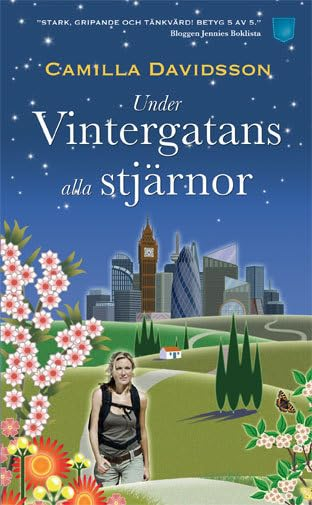 "STARK, GRIPANDE OCH TÄNKVÄRD! BETYG 5 AV 5."
Bloggen Jennies Boklista
CAMILLA DAVIDSSON
Under
Vintergatans
alla stjärnor